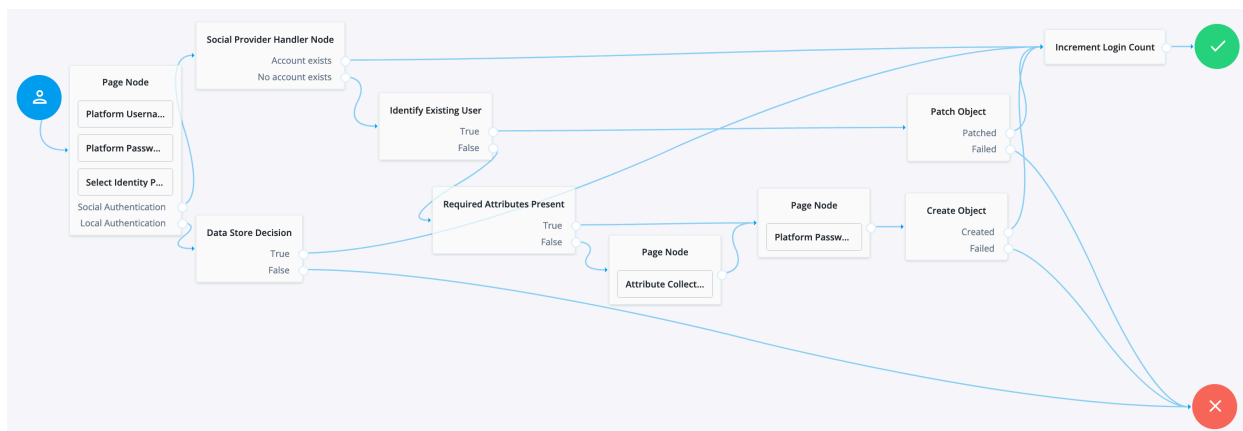 Page Node
Platform Userna...
Platform Passw...
Select Identity P...
Social Authentication
Local Authentication
Social Provider Handler Node
Account exists
No account exists
Data Store Decision
True
False
Identify Existing User
True
False
Required Attributes Present
True
False
Page Node
Attribute Collect...
Page Node
Platform Passw...
Patch Object
Patched
Failed
Create Object
Created
Failed
Increment Login Count